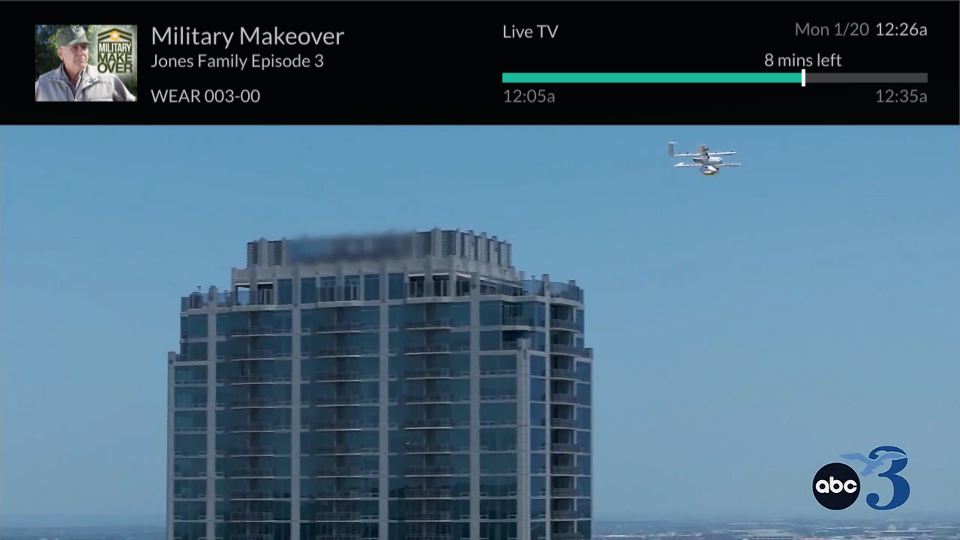 MILITARY
MAKE
OVER
Military Makeover
Jones Family Episode 3
WEAR 003-00
Live TV
Mon 1/20 12:26a
8 mins left
12:05a
12:35a
abc 3